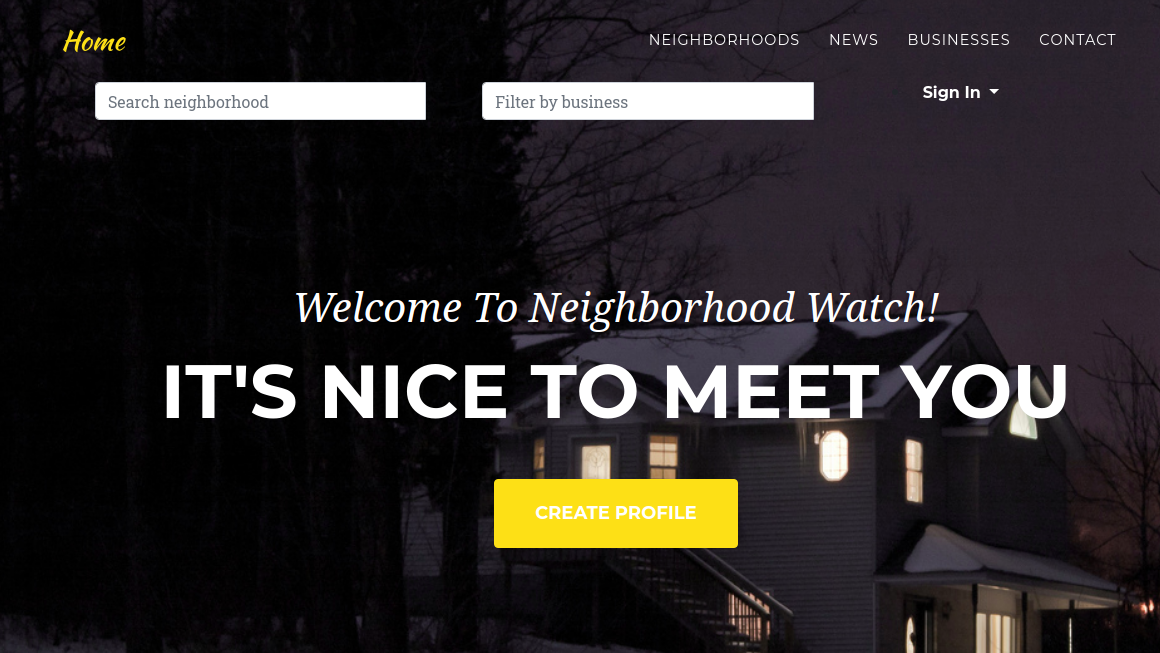 Home
NEIGHBORHOODS NEWS BUSINESSES CONTACT
Search neighborhood Filter by business Sign In
Welcome To Neighborhood Watch!
IT'S NICE TO MEET YOU
CREATE PROFILE